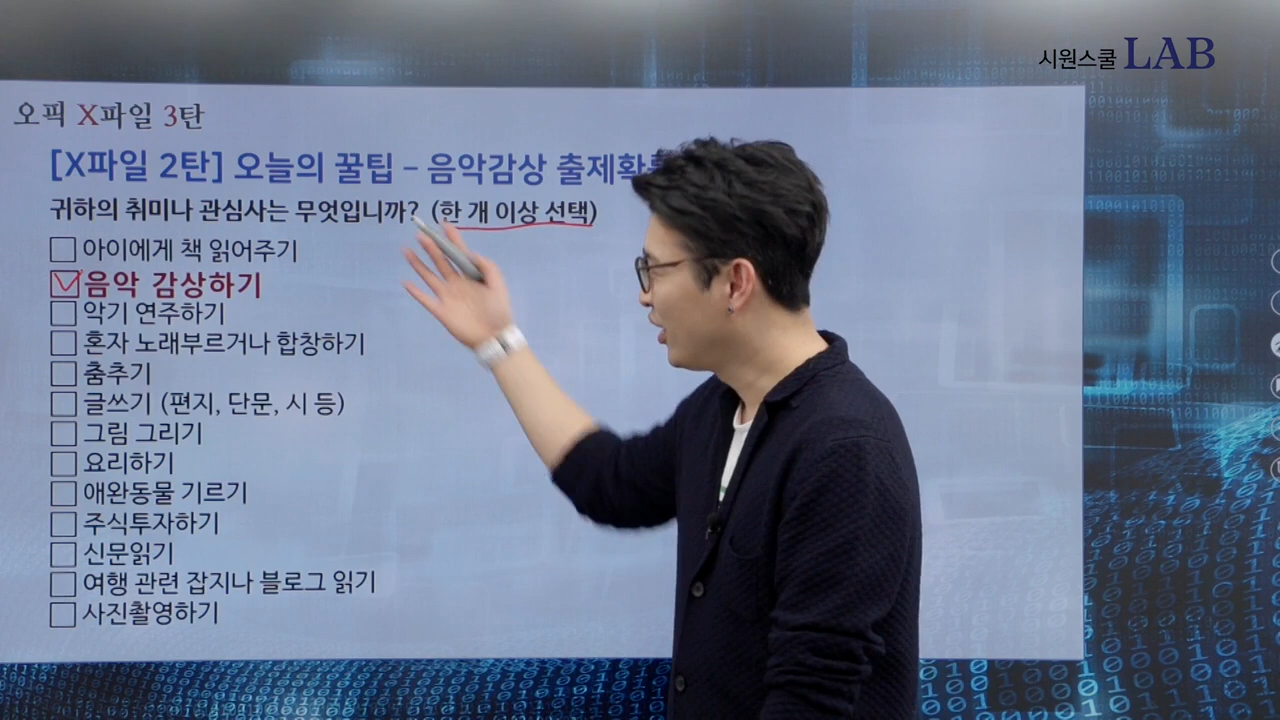 시원스쿨 LAB
오픽 X파일 3탄
[X파일 2탄] 오늘의 꿀팁 - 음악감상
귀하의 취미나 관심사는 무엇입니까? (한 개 이상 선택)
아이에게 책 읽어주기
음악 감상하기
악기 연주하기
혼자 노래부르거나 합창하기
춤추기
글쓰기 (편지, 단문, 시 등)
그림 그리기
요리하기
애완동물 기르기
주식투자하기
신문읽기
여행 관련 잡지나 블로그 읽기
사진촬영하기